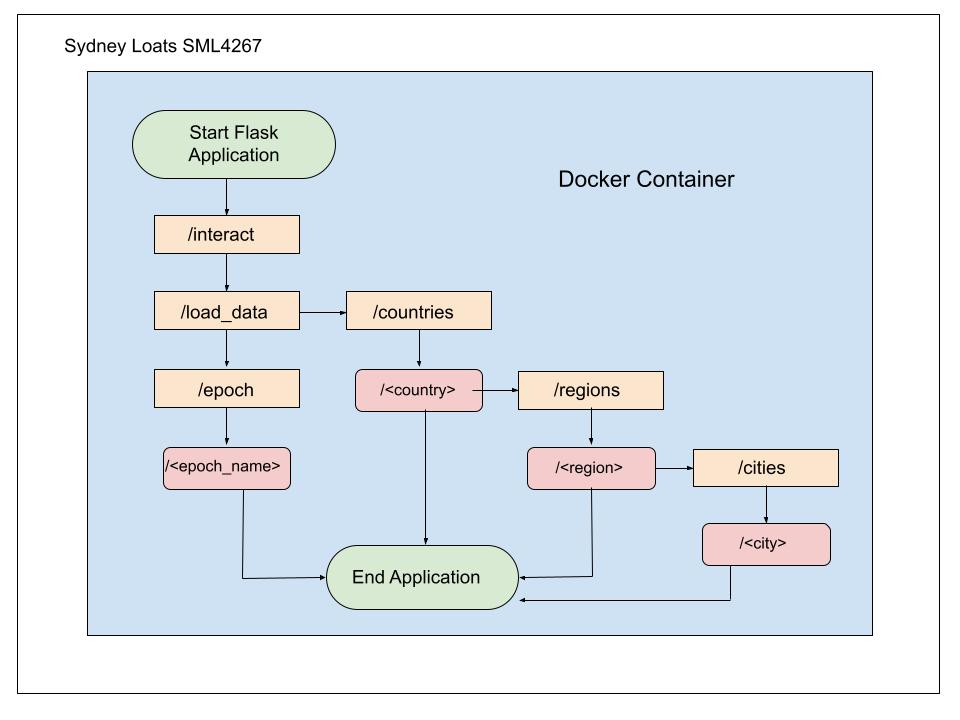 Sydney Loats SML4267
Start Flask
Application
Docker Container
/interact
/load_data
/countries
/epoch
/<country>
/regions
/<epoch_name>
/<region>
/cities
/<city>
End Application